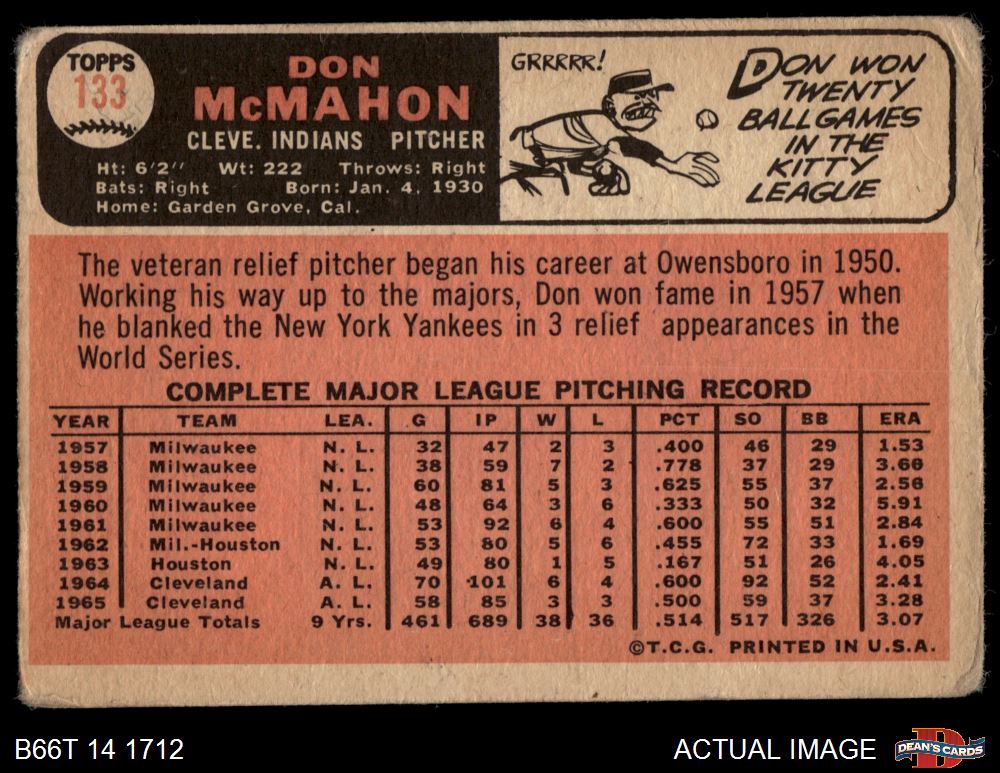 TOPPS
133
DON
McMAHON
CLEVE. INDIANS PITCHER
Ht: 6'2" Wt: 222 Throws: Right
Bats: Right Born: Jan. 4, 1930
Home: Garden Grove, Cal.
GRRRRR!
DON WON
TWENTY
BALLGAMES
IN THE
KITTY
LEAGUE
The veteran relief pitcher began his career at Owensboro in 1950.
Working his way up to the majors, Don won fame in 1957 when
he blanked the New York Yankees in 3 relief appearances in the
World Series.
COMPLETE MAJOR LEAGUE PITCHING RECORD
YEAR TEAM LEA. G IP W L PCT SO BB ERA
1957 Milwaukee N. L. 32 47 2 3 .400 46 29 1.53
1958 Milwaukee N. L. 38 59 7 2 .778 37 29 3.66
1959 Milwaukee N. L. 60 81 5 3 .625 55 37 2.56
1960 Milwaukee N. L. 48 64 3 6 .333 50 32 5.91
1961 Milwaukee N. L. 53 92 6 4 .600 55 51 2.84
1962 Mil.-Houston N. L. 53 80 5 6 .455 72 33 1.69
1963 Houston N. L. 49 80 1 5 .167 51 26 4.05
1964 Cleveland A. L. 70 101 6 4 .600 92 52 2.41
1965 Cleveland A. L. 58 85 3 3 .500 59 37 3.28
Major League Totals 9 Yrs. 461 689 38 36 .514 517 326 3.07
©T.C.G. PRINTED IN U.S.A.
B66T 14 1712
ACTUAL IMAGE
D
DEAN'S CARDS